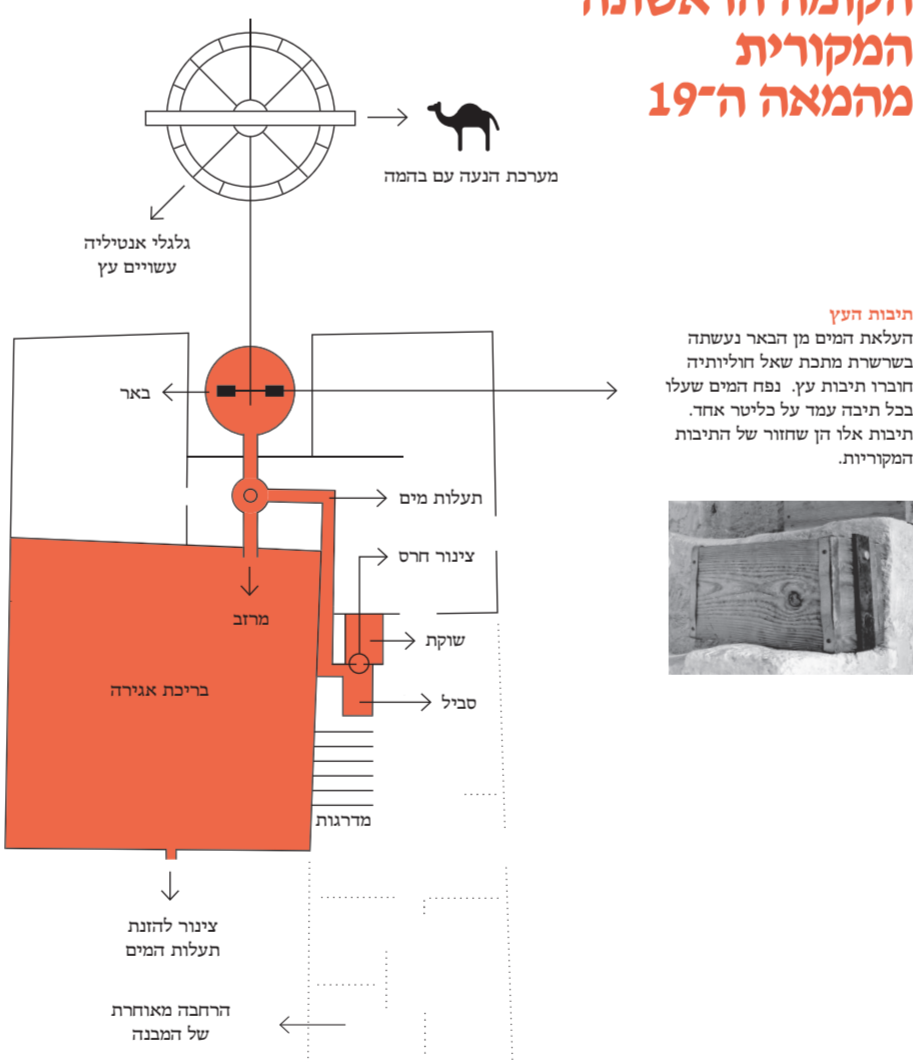 הקומה הראשונה
המקורית
מהמאה ה־19
מערכת הנעה עם בהמה
גלגלי אנטיליה
עשויים עץ
תיבות העץ
העלאת המים מן הבאר נעשתה
בשרשרת מתכת שאל חוליותיה
חוברו תיבות עץ. נפח המים שעלו
בכל תיבה עמד על כליטר אחד.
תיבות אלו הן שחזור של התיבות
המקוריות.
באר
תעלות מים
צינור חרס
מרזב
שוקת
בריכת אגירה
סביל
מדרגות
צינור להזנת
תעלות המים
הרחבה מאוחרת
של המבנה